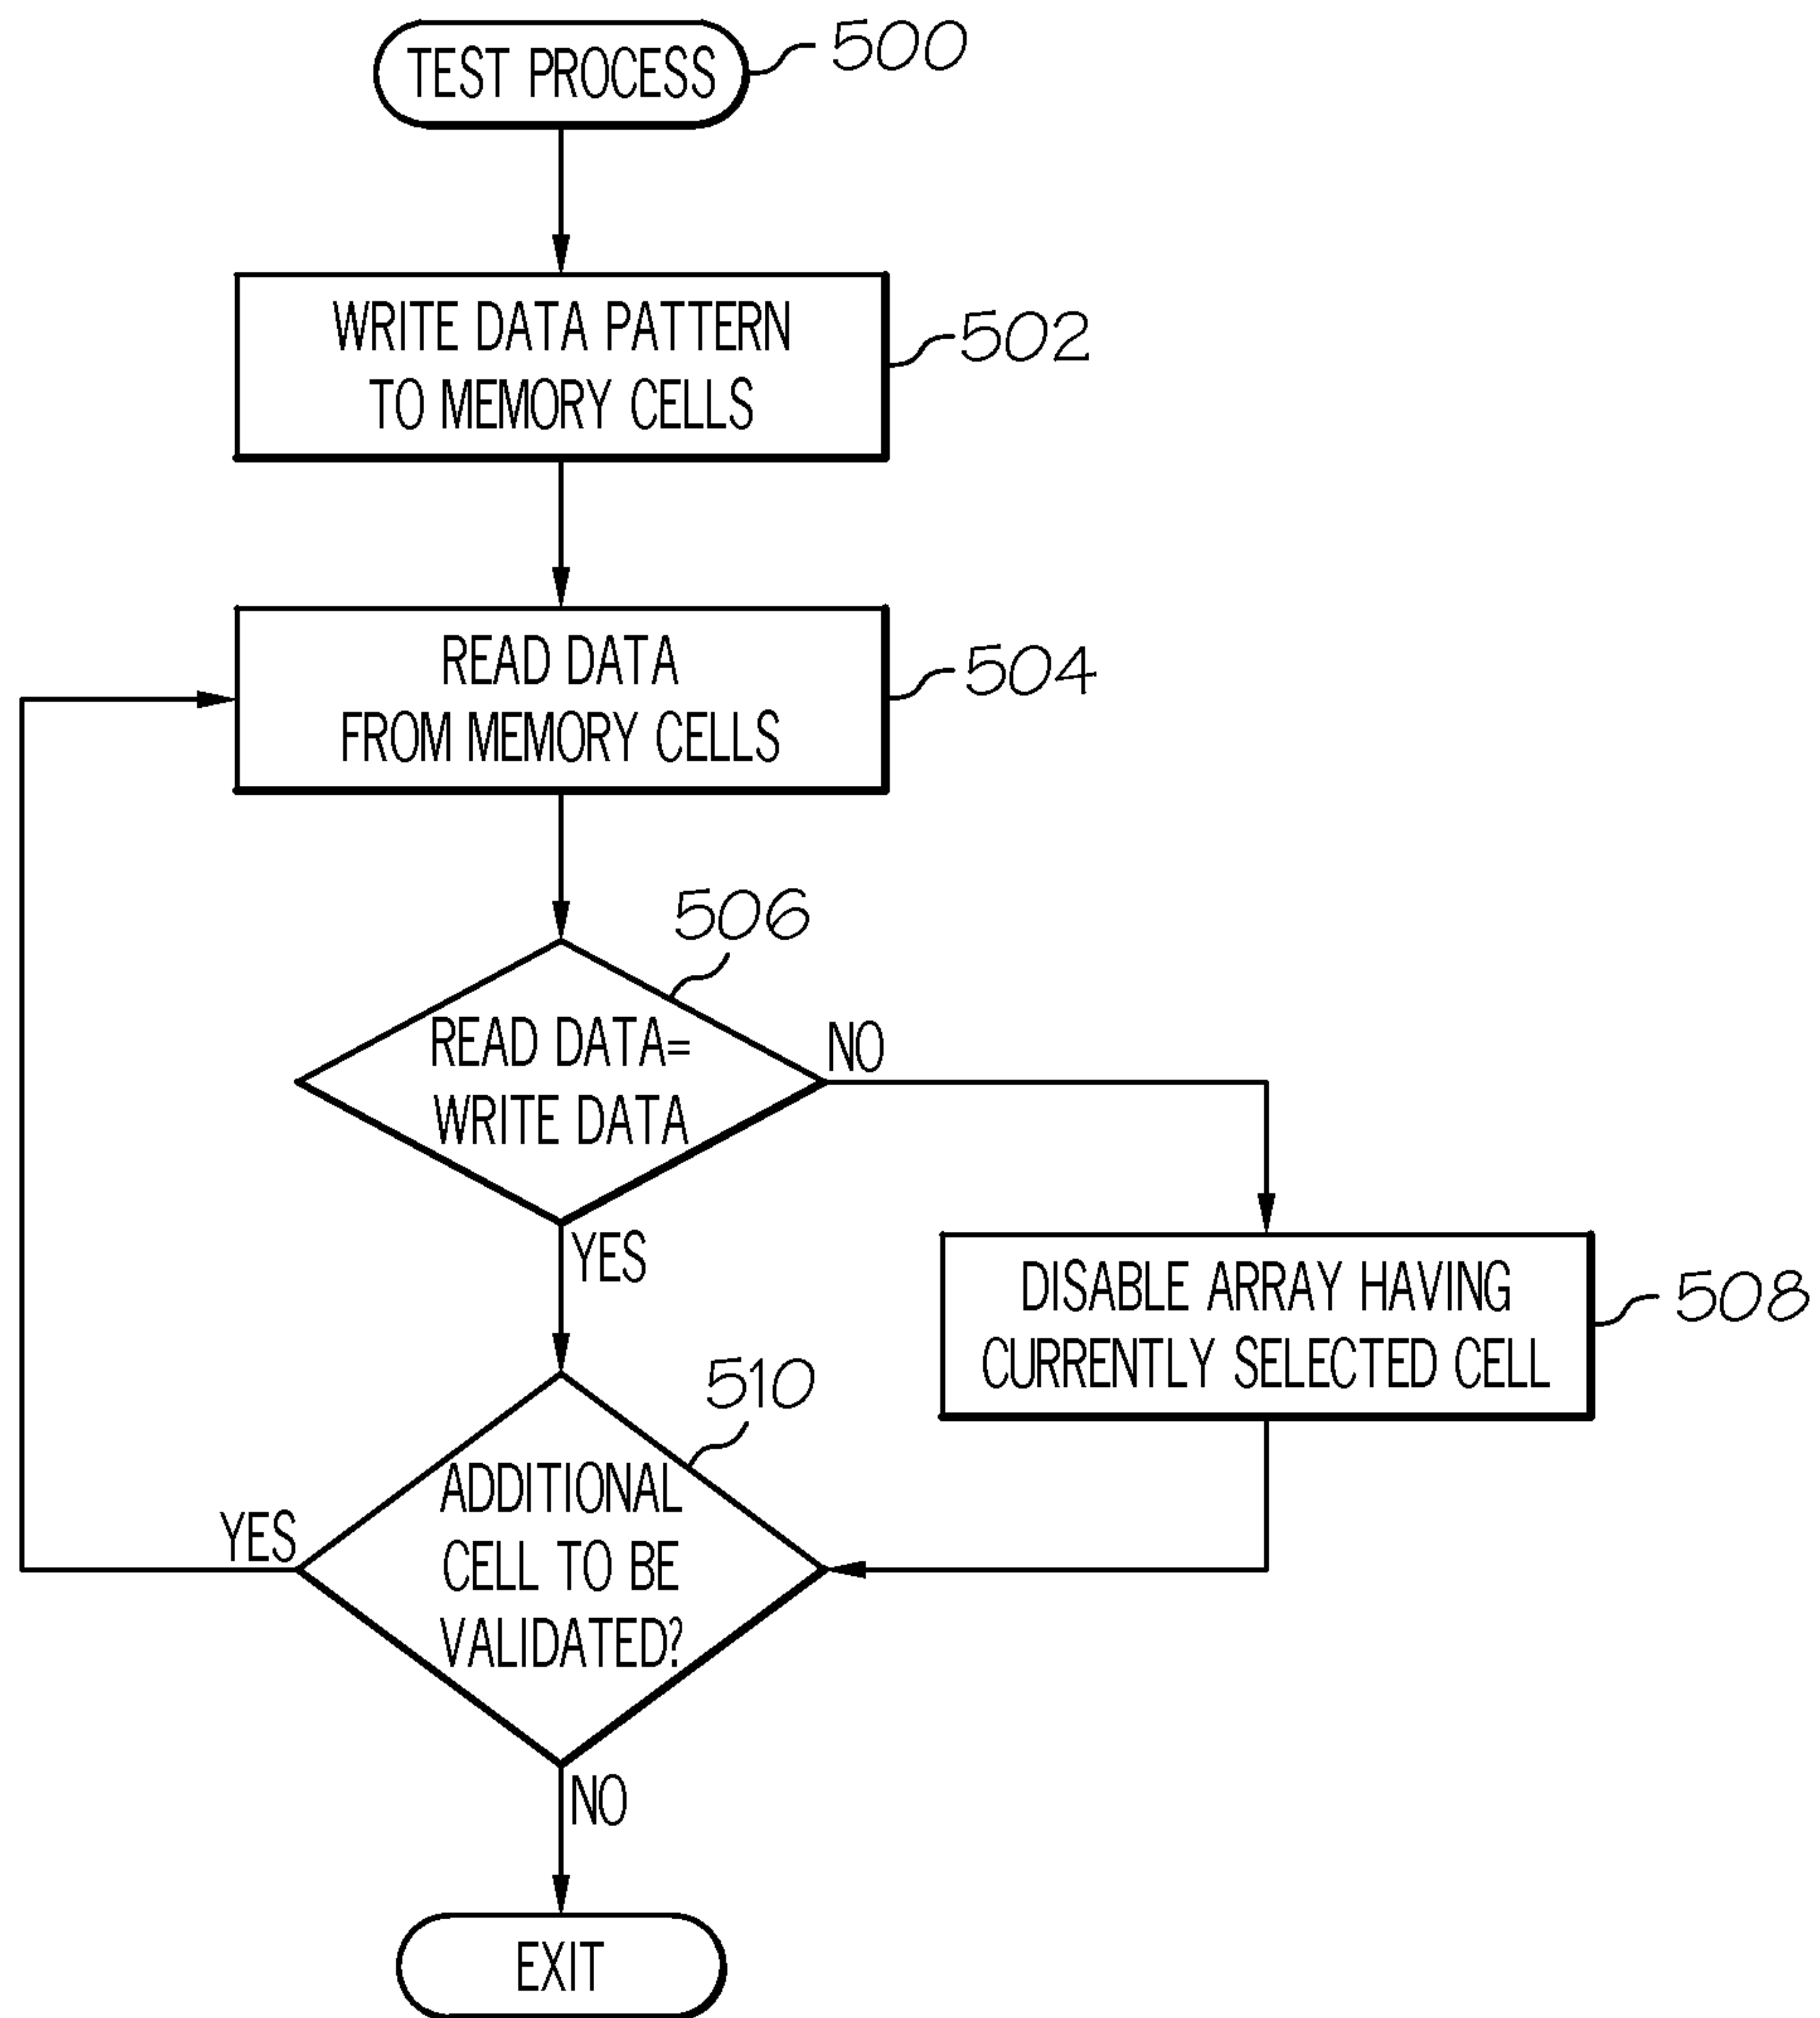 TEST PROCESS
500
WRITE DATA PATTERN
TO MEMORY CELLS
502
READ DATA
FROM MEMORY CELLS
504
506
READ DATA=
WRITE DATA
NO
YES
DISABLE ARRAY HAVING
CURRENTLY SELECTED CELL
508
510
ADDITIONAL
CELL TO BE
VALIDATED?
YES
NO
EXIT